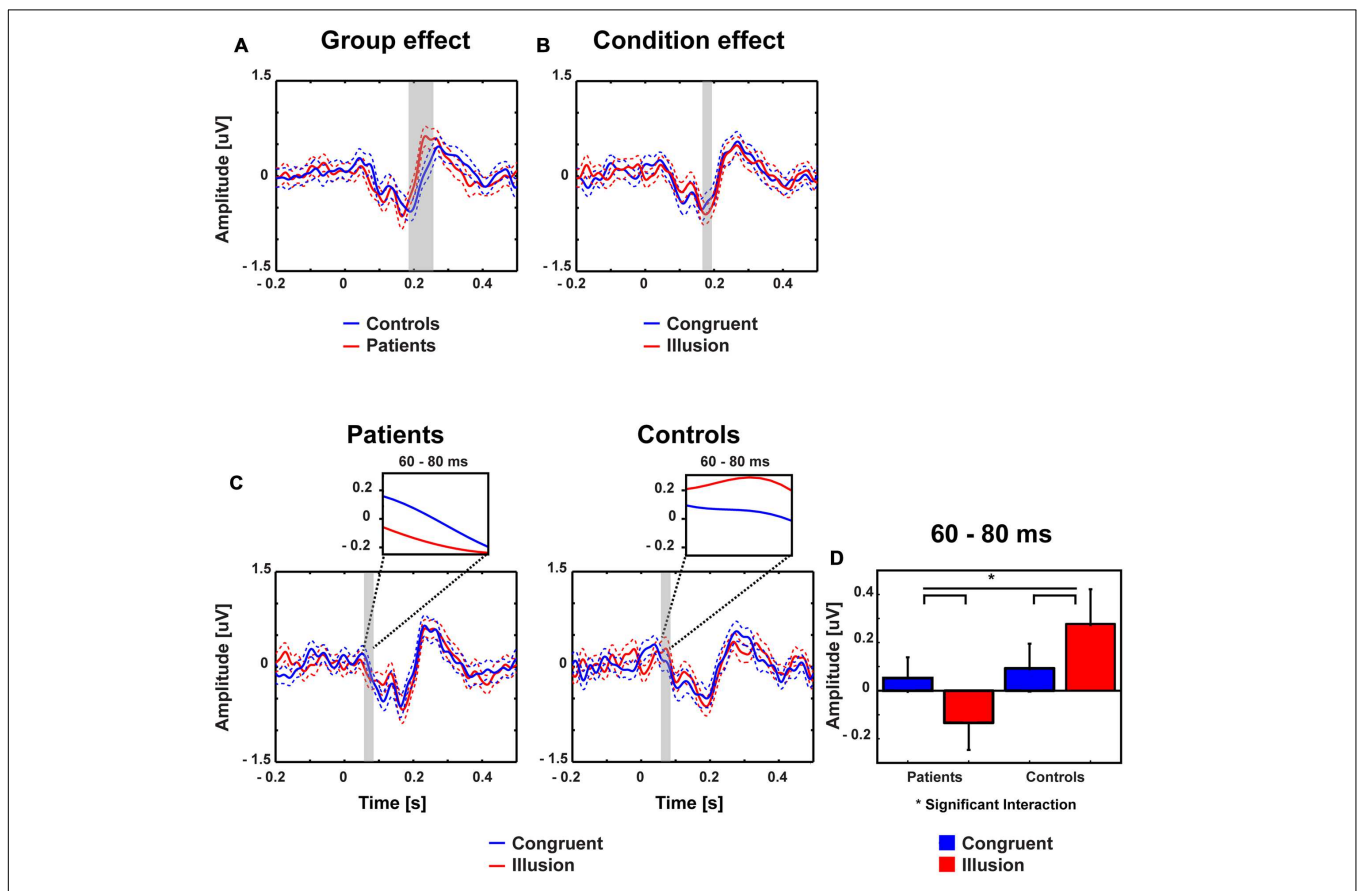 A
Group effect
B
Condition effect
1.5
0
- 1.5
Amplitude [uV]
- 0.2
0
0.2
0.4
1.5
0
- 1.5
- 0.2
0
0.2
0.4
Controls
Patients
Congruent
Illusion
C
Patients
60 - 80 ms
0.2
0
- 0.2
Controls
60 - 80 ms
0.2
0
- 0.2
1.5
0
- 1.5
Amplitude [uV]
- 0.2
0
0.2
0.4
Time [s]
1.5
0
- 1.5
Amplitude [uV]
- 0.2
0
0.2
0.4
Time [s]
Congruent
Illusion
60 - 80 ms
D
0.4
0.2
0
- 0.2
Amplitude [uV]
*
Patients
Controls
* Significant Interaction
Congruent
Illusion